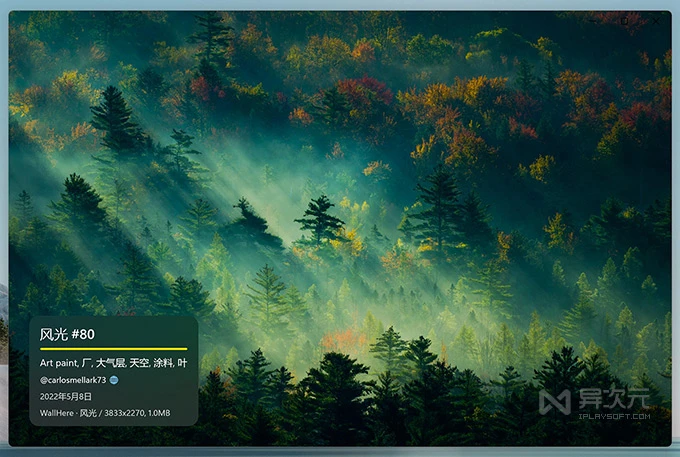 风光 #80
Art paint, 厂, 大气层, 天空, 涂料, 叶
@carlosmellark73
2022年5月8日
WallHere · 风光 / 3833x2270, 1.0MB
异次元
IPLAYSOFT.COM